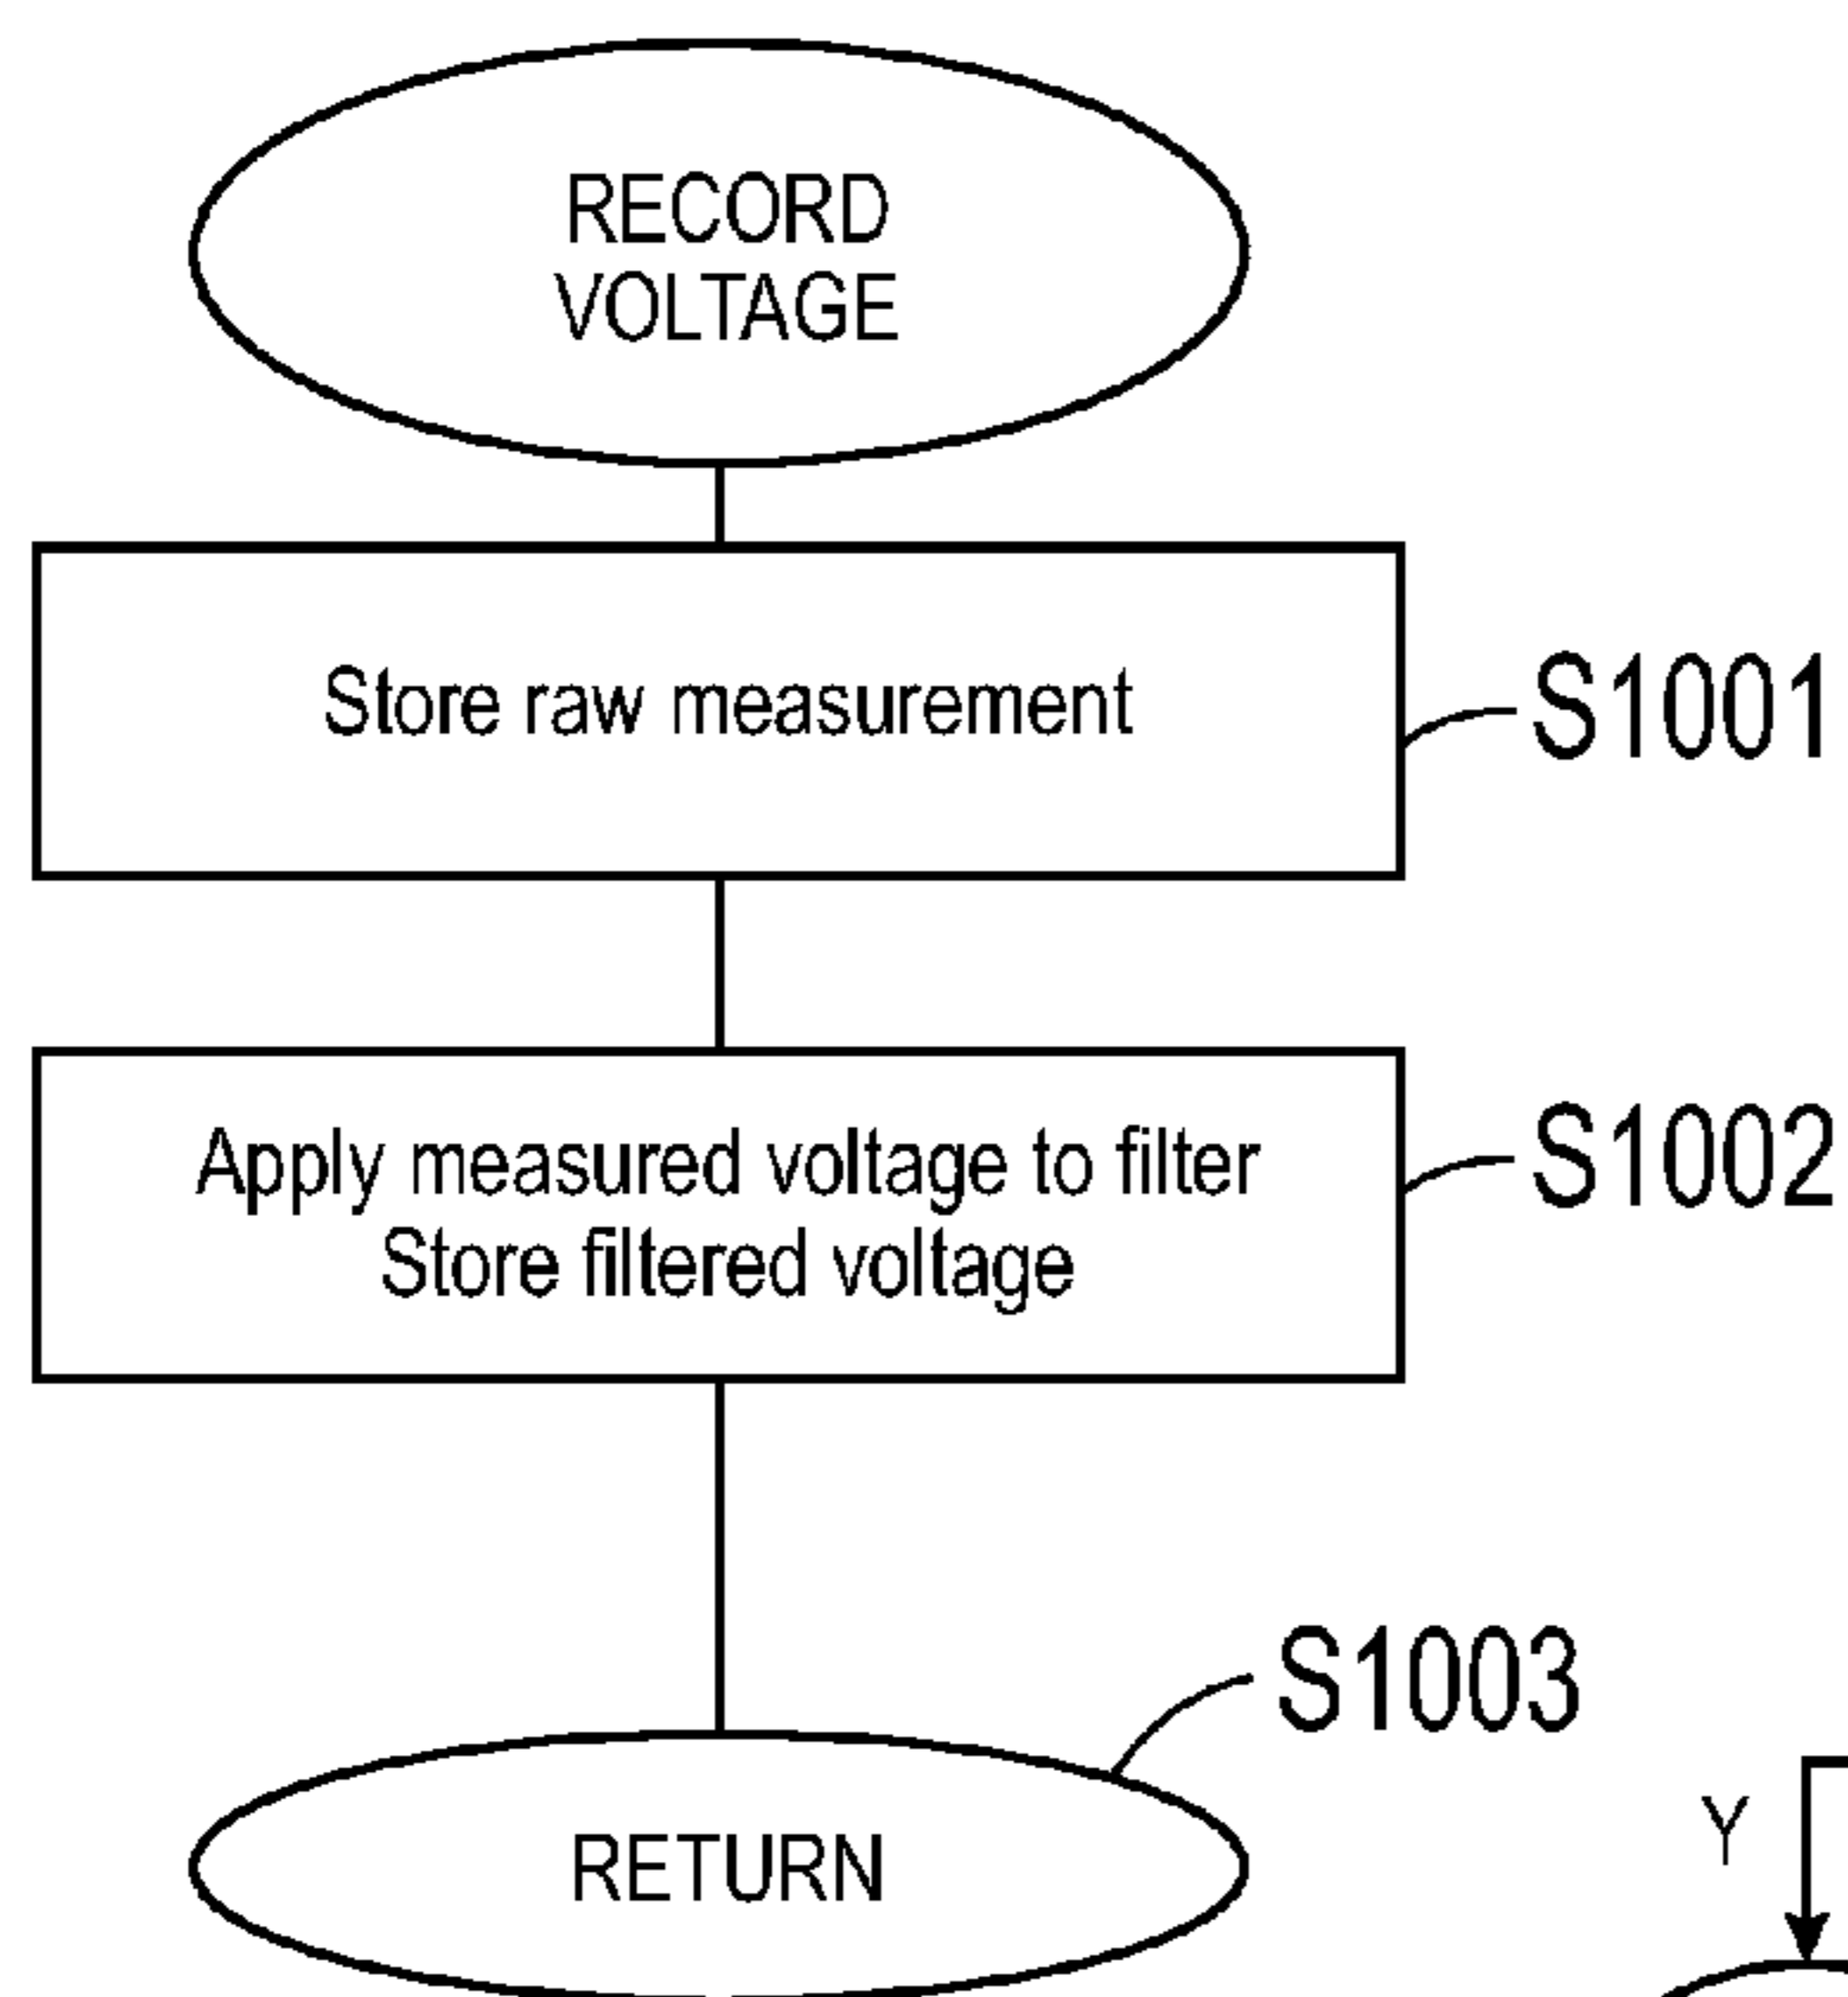 RECORD
VOLTAGE
Store raw measurement
S1001
Apply measured voltage to filter
Store filtered voltage
S1002
S1003
RETURN
Y